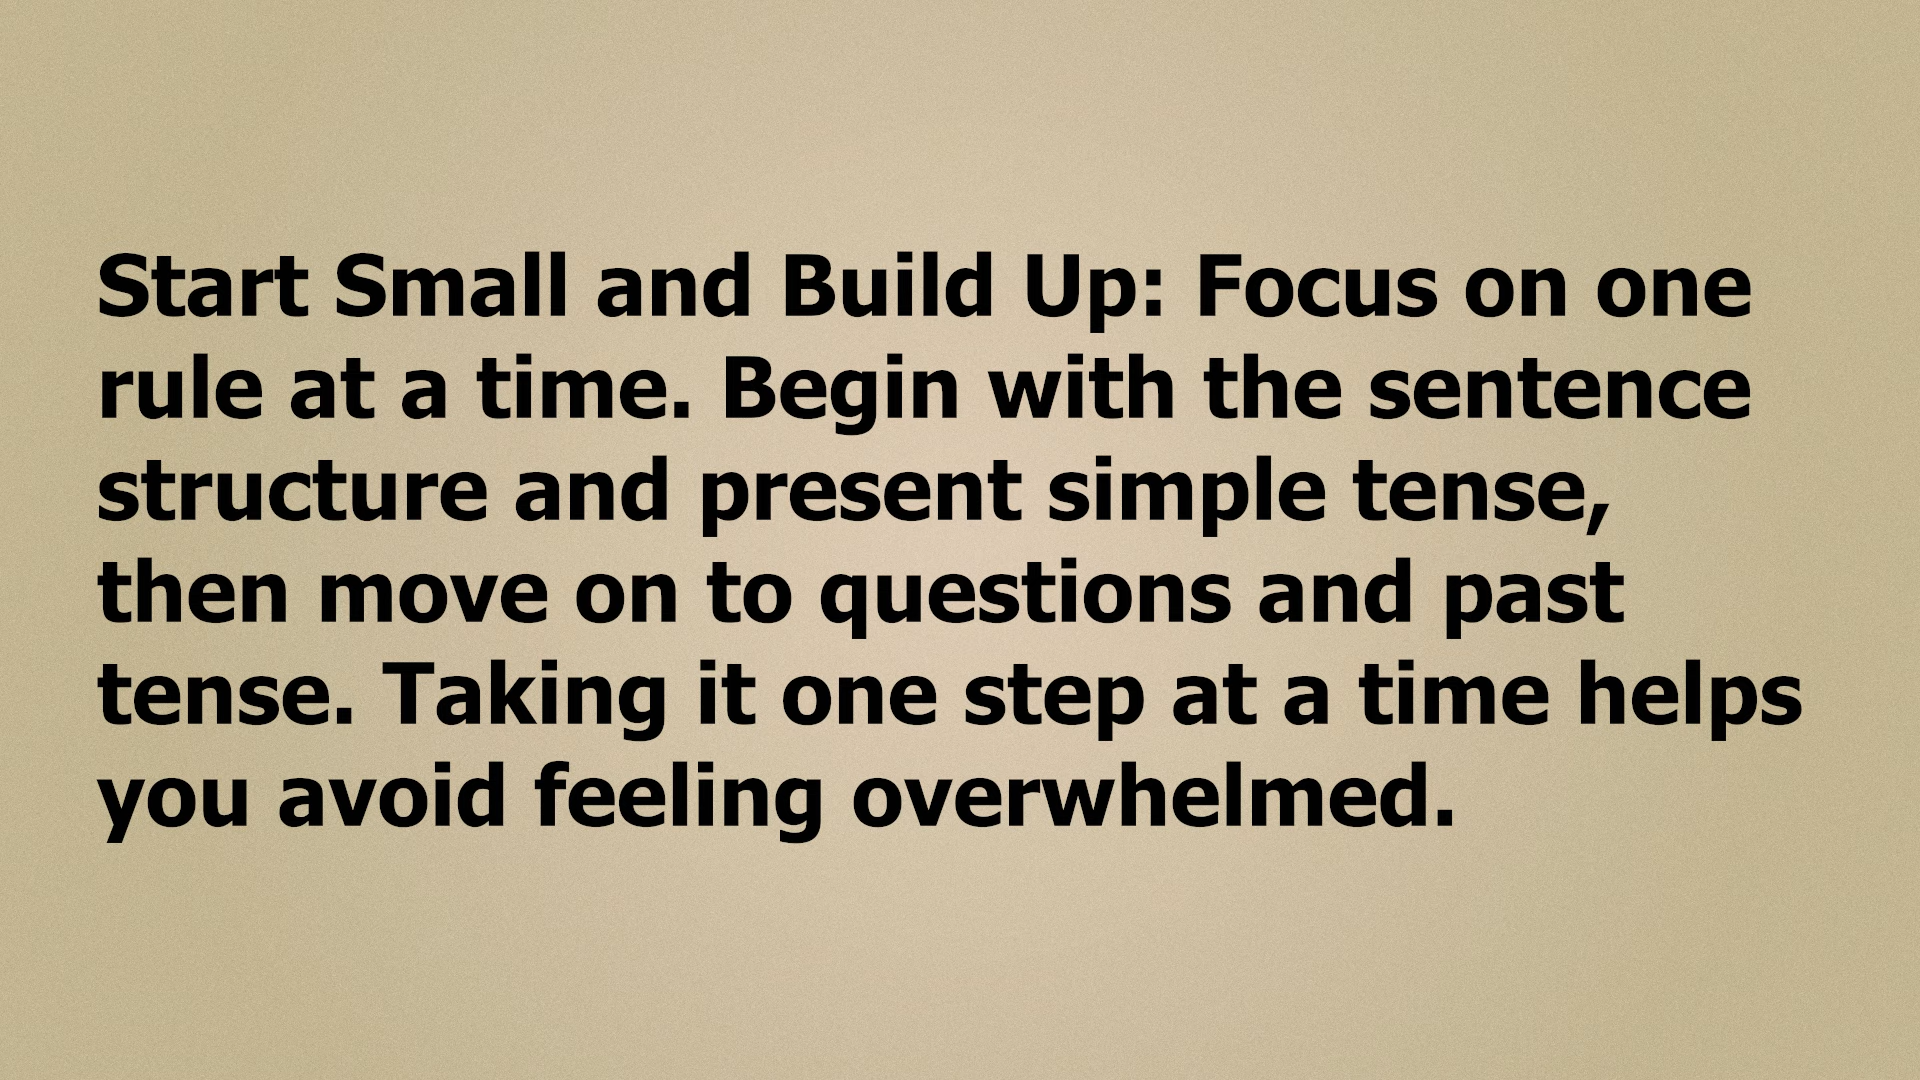 Start Small and Build Up: Focus on one
rule at a time. Begin with the sentence
structure and present simple tense,
then move on to questions and past
tense. Taking it one step at a time helps
you avoid feeling overwhelmed.